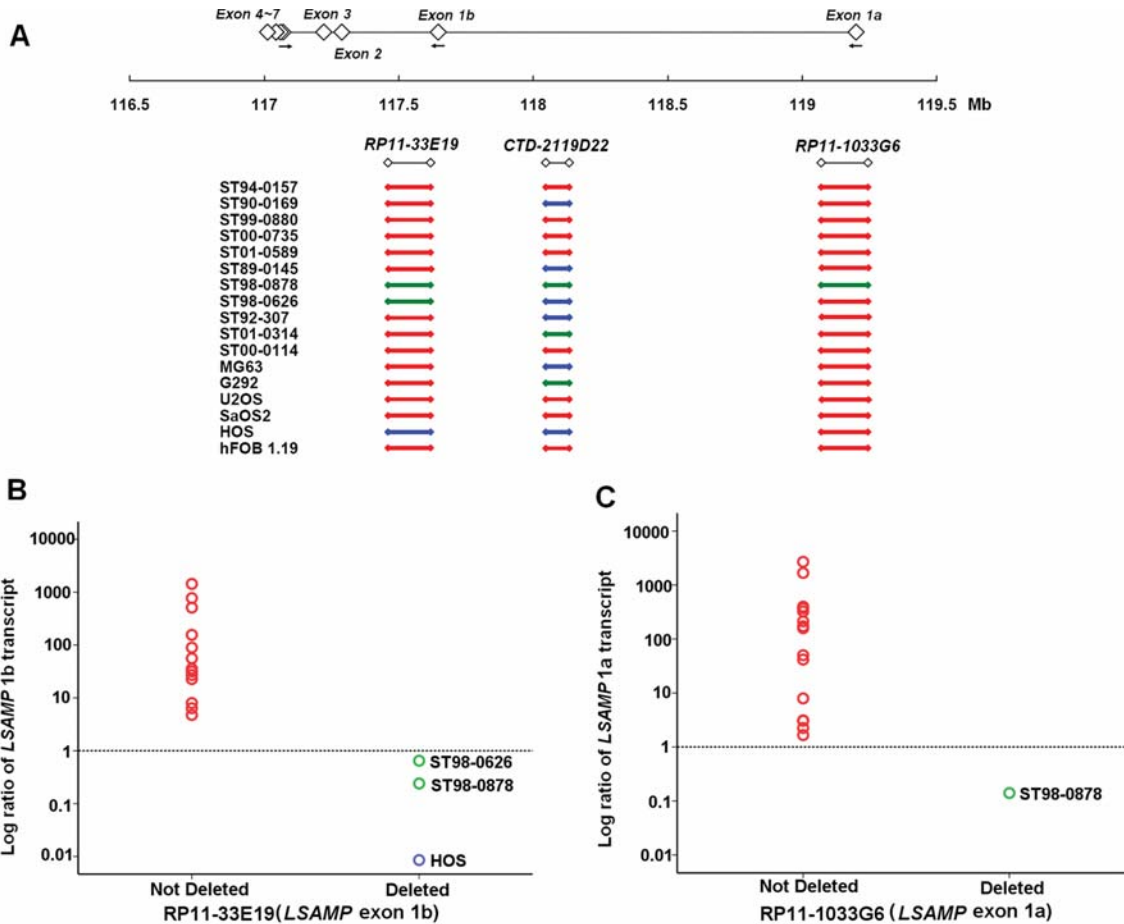 A
Exon 4~7
Exon 3
Exon 1b
Exon 1a
Exon 2
116.5 117 117.5 118 118.5 119 119.5 Mb
RP11-33E19 CTD-2119D22 RP11-1033G6
ST94-0157
ST90-0169
ST99-0880
ST00-0735
ST01-0589
ST89-0145
ST98-0878
ST98-0626
ST92-307
ST01-0314
ST00-0114
MG63
G292
U2OS
SaOS2
HOS
hFOB 1.19
B
Log ratio of LSAMP 1b transcript
10000
1000
100
10
1
0.1
0.01
ST98-0626
ST98-0878
HOS
Not Deleted Deleted
RP11-33E19(LSAMP exon 1b)
C
Log ratio of LSAMP 1a transcript
10000
1000
100
10
1
0.1
0.01
ST98-0878
Not Deleted Deleted
RP11-1033G6 (LSAMP exon 1a)